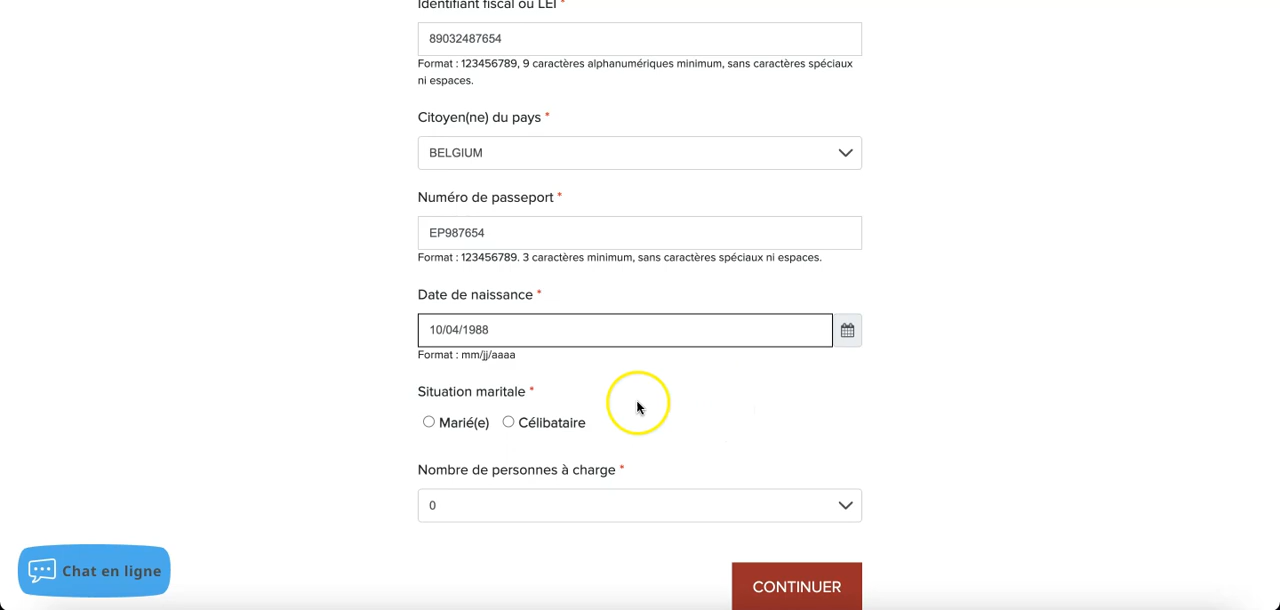 Identifiant fiscal ou LEI *
89032487654
Format : 123456789, 9 caractères alphanumériques minimum, sans caractères spéciaux
ni espaces.
Citoyen(ne) du pays *
BELGIUM
Numéro de passeport *
EP987654
Format : 123456789. 3 caractères minimum, sans caractères spéciaux ni espaces.
Date de naissance *
10/04/1988
Format : mm/jj/aaaa
Situation maritale *
Marié(e) Célibataire
Nombre de personnes à charge *
0
Chat en ligne
CONTINUER